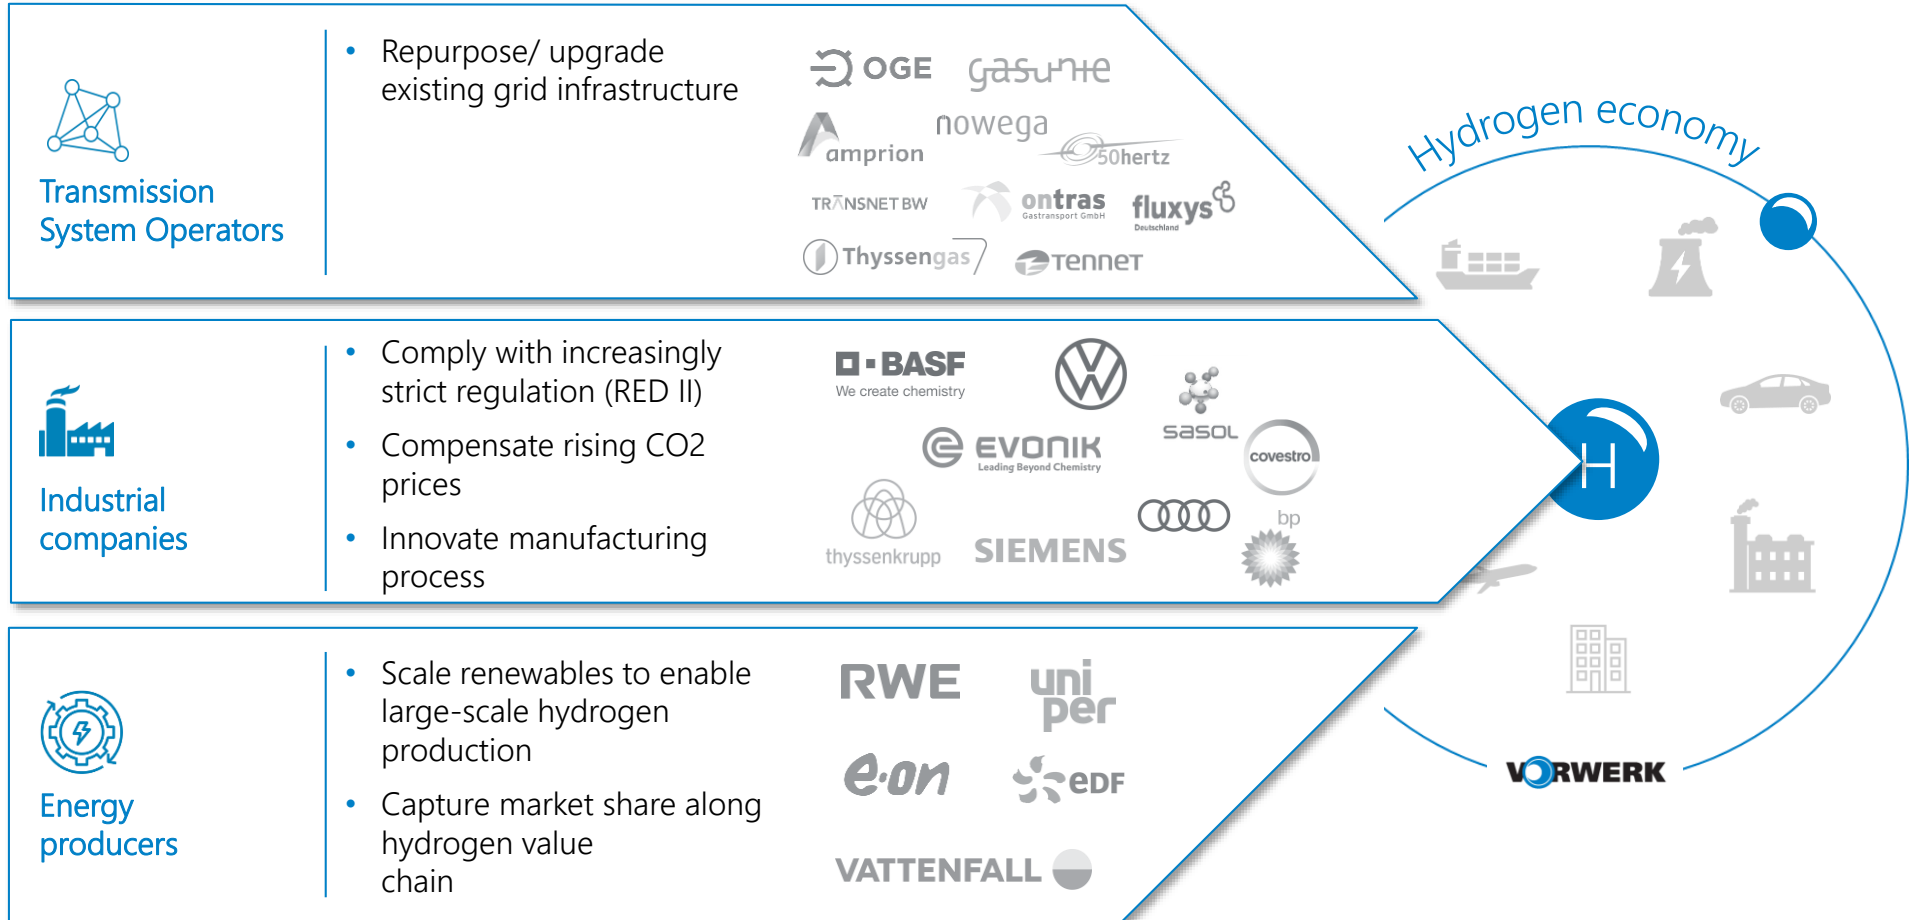 Transmission
System Operators
• Repurpose/ upgrade
existing grid infrastructure
OGE
gasunie
amprion
nowega
50hertz
TRANSNET BW
ontras
Gastransport GmbH
fluxys
Deutschland
Thyssengas
TENNET
Industrial
companies
• Comply with increasingly
strict regulation (RED II)
• Compensate rising CO2
prices
• Innovate manufacturing
process
BASF
We create chemistry
VW
sasol
EVONIK
Leading Beyond Chemistry
covestro
thyssenkrupp
SIEMENS
bp
Energy
producers
• Scale renewables to enable
large-scale hydrogen
production
• Capture market share along
hydrogen value
chain
RWE
uni
per
e·on
eDF
VATTENFALL
Hydrogen economy
H
VORWERK